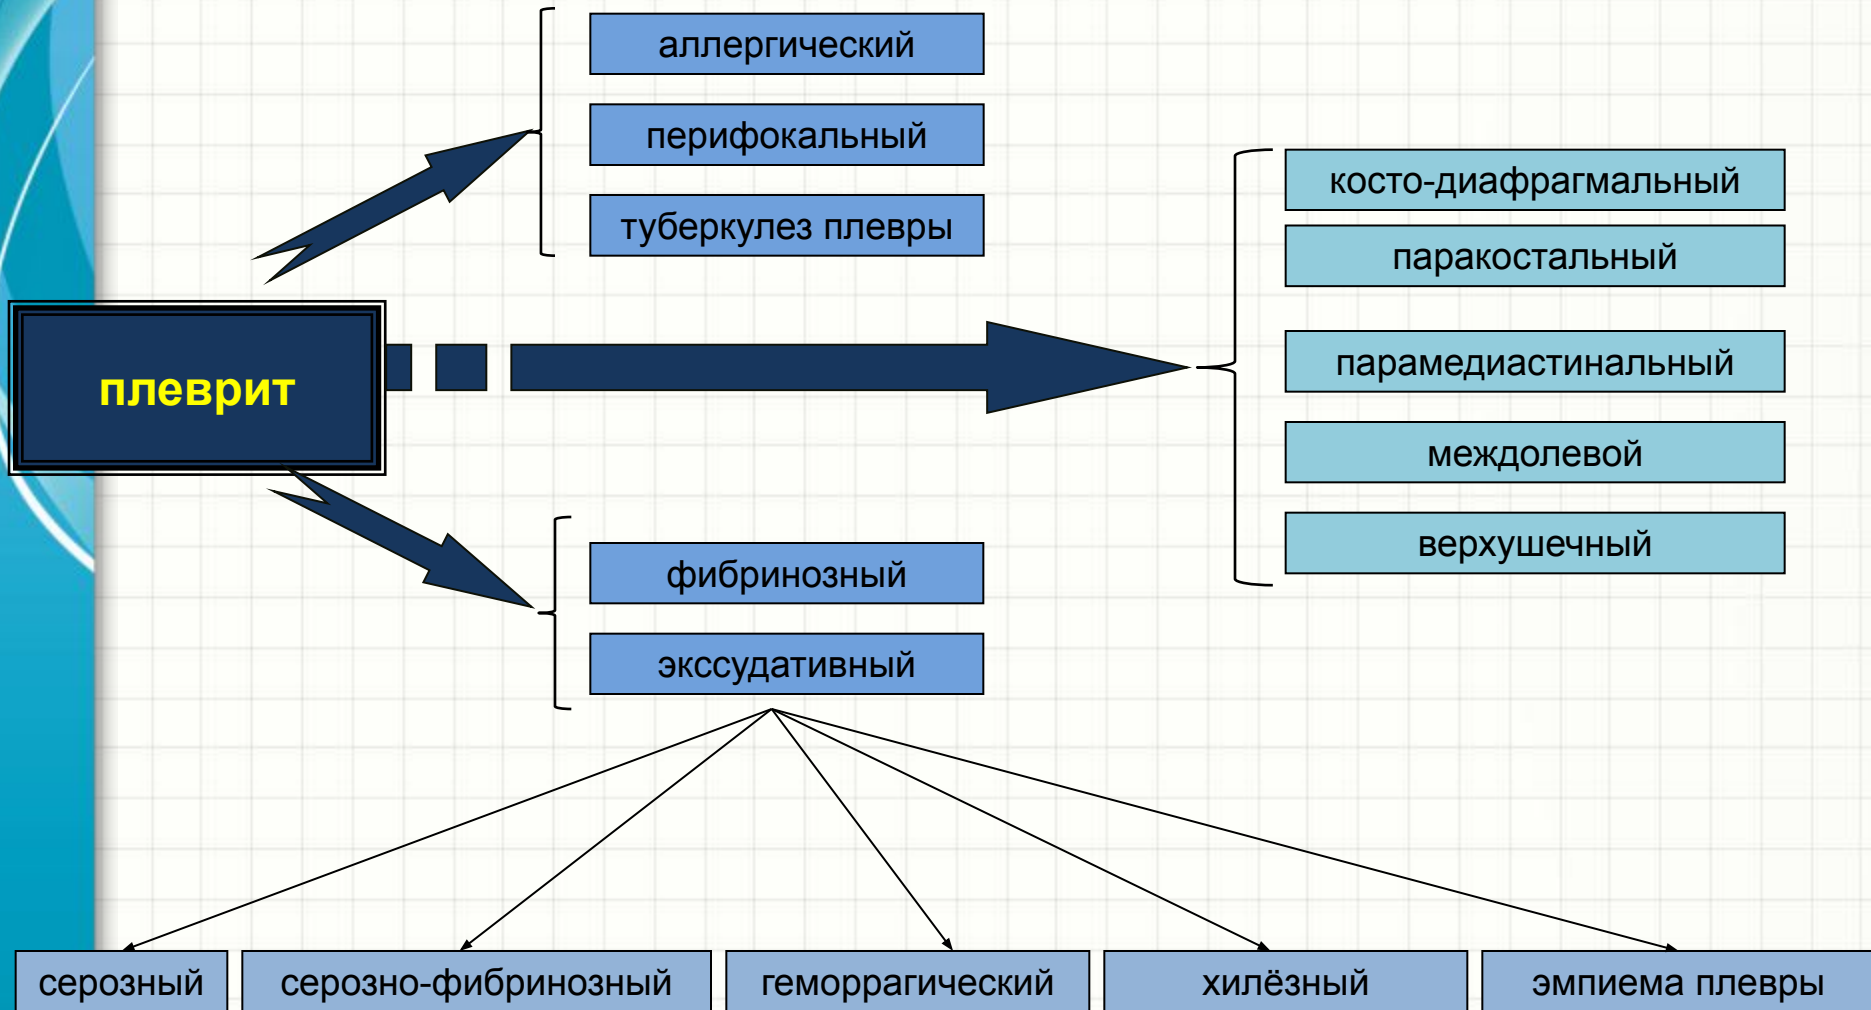 аллергический
перифокальный
туберкулез плевры
косто-диафрагмальный
паракостальный
парамедиастинальный
междолевой
верхушечный
плеврит
фибринозный
экссудативный
серозный
серозно-фибринозный
геморрагический
хилёзный
эмпиема плевры